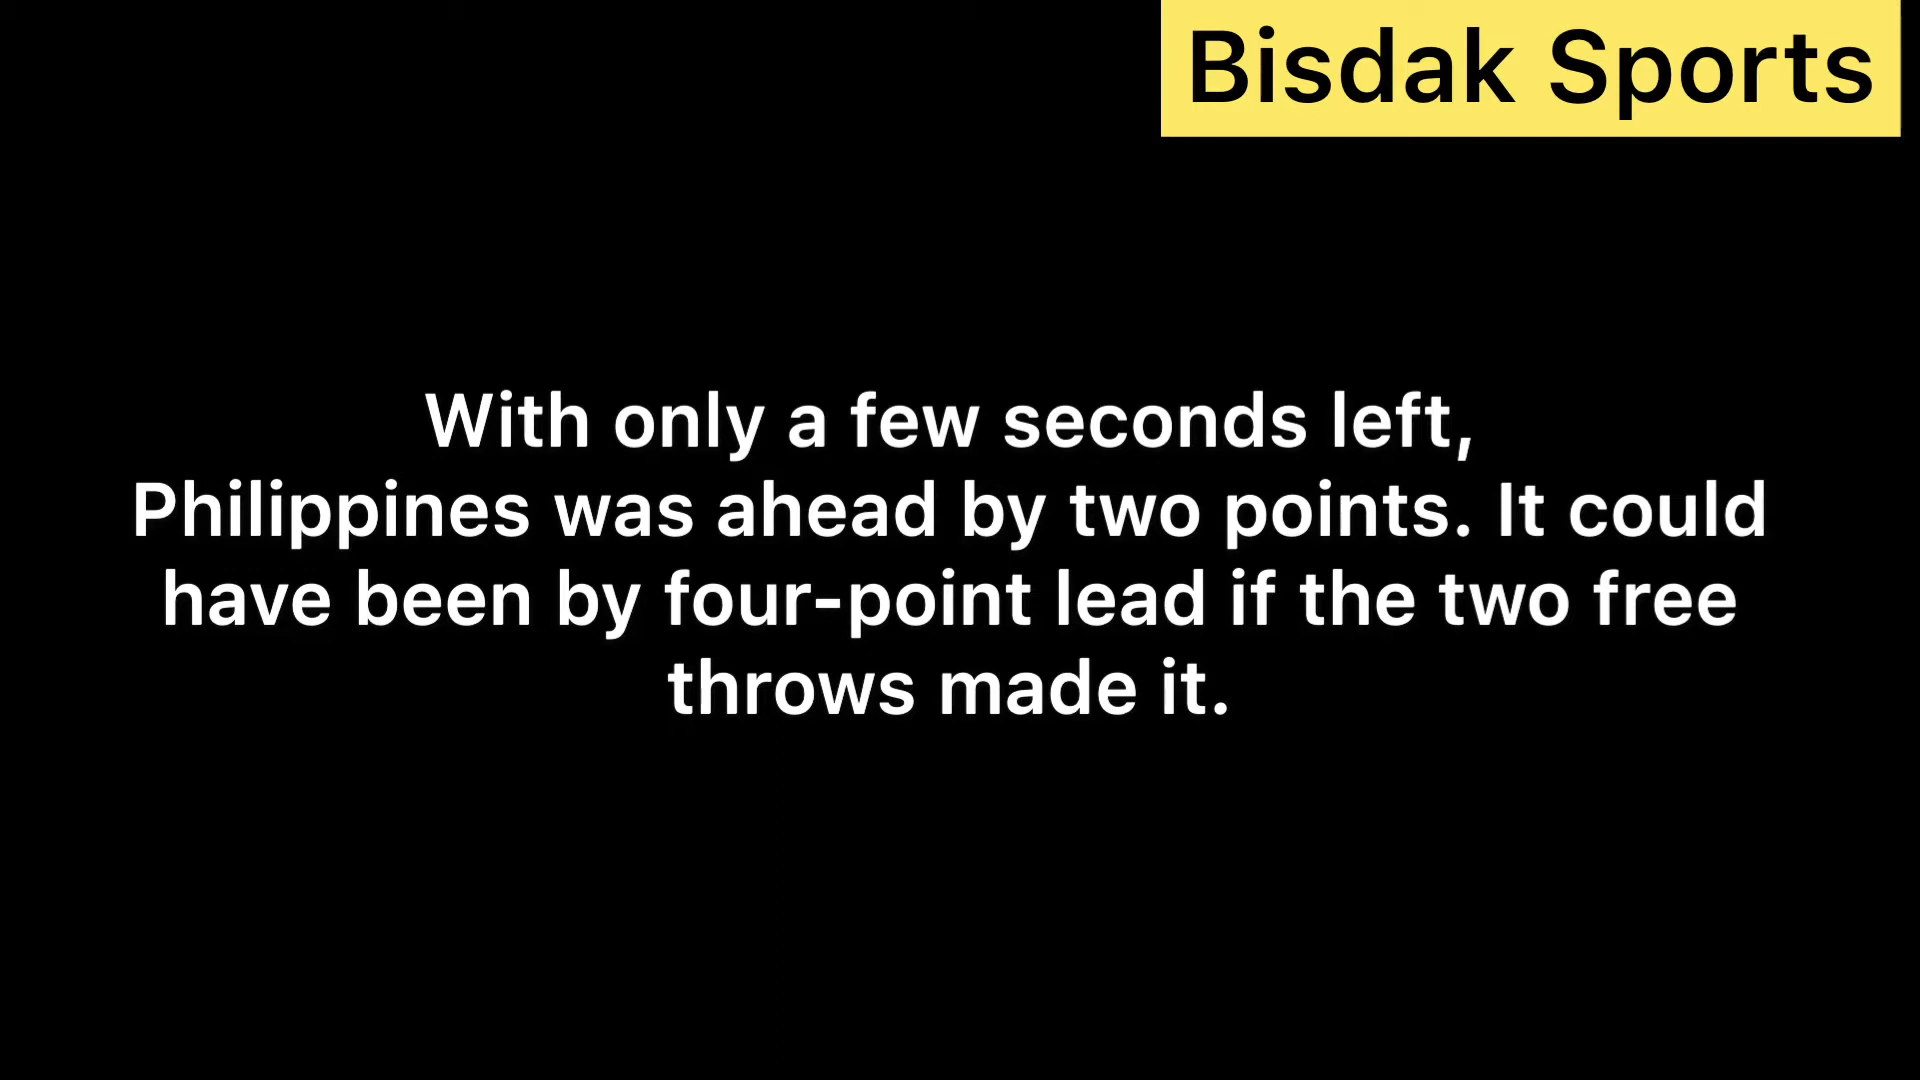 Bisdak Sports
With only a few seconds left,
Philippines was ahead by two points. It could
have been by four-point lead if the two free
throws made it.